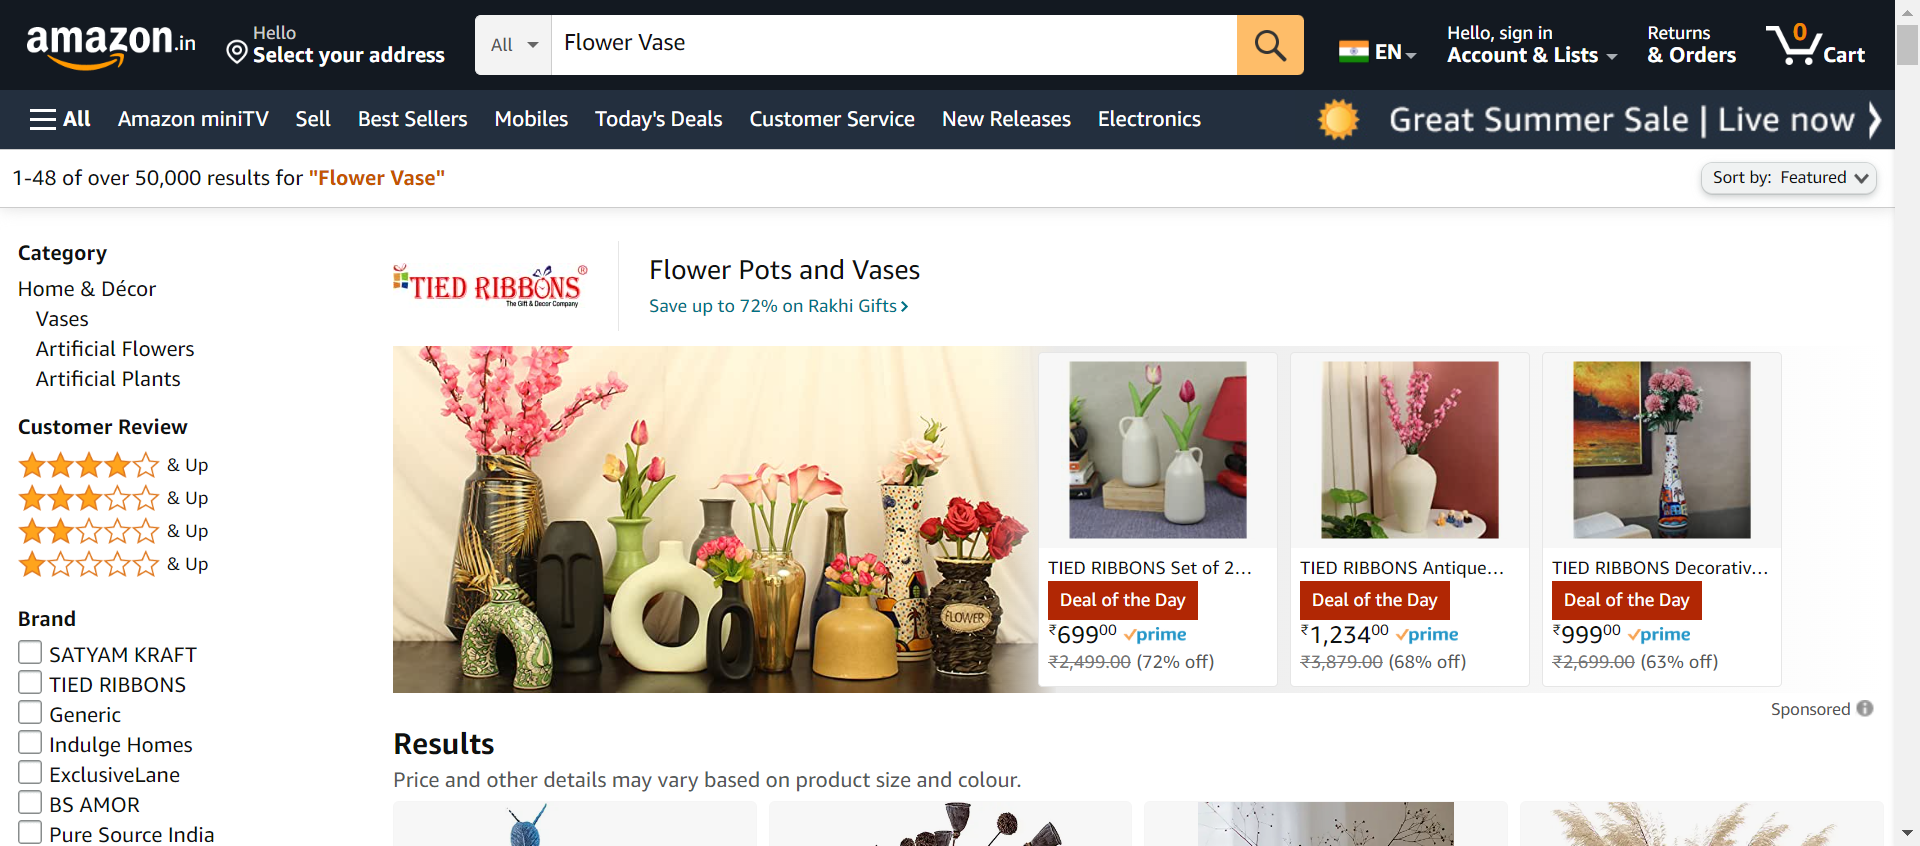 amazon.in
Hello
Select your address
All
Flower Vase
EN
Hello, sign in
Account & Lists
Returns
& Orders
0
Cart
All
Amazon miniTV
Sell
Best Sellers
Mobiles
Today's Deals
Customer Service
New Releases
Electronics
Great Summer Sale | Live now
1-48 of over 50,000 results for "Flower Vase"
Sort by: Featured
Category
Home & Décor
Vases
Artificial Flowers
Artificial Plants
Customer Review
& Up
& Up
& Up
& Up
Brand
SATYAM KRAFT
TIED RIBBONS
Generic
Indulge Homes
ExclusiveLane
BS AMOR
Pure Source India
TIED RIBBONS®
The Gift & Decor Company
Flower Pots and Vases
Save up to 72% on Rakhi Gifts
FLOWER
TIED RIBBONS Set of 2...
Deal of the Day
₹69900 prime
₹2,499.00 (72% off)
TIED RIBBONS Antique...
Deal of the Day
₹1,23400 prime
₹3,879.00 (68% off)
TIED RIBBONS Decorativ...
Deal of the Day
₹99900 prime
₹2,699.00 (63% off)
Sponsored
Results
Price and other details may vary based on product size and colour.